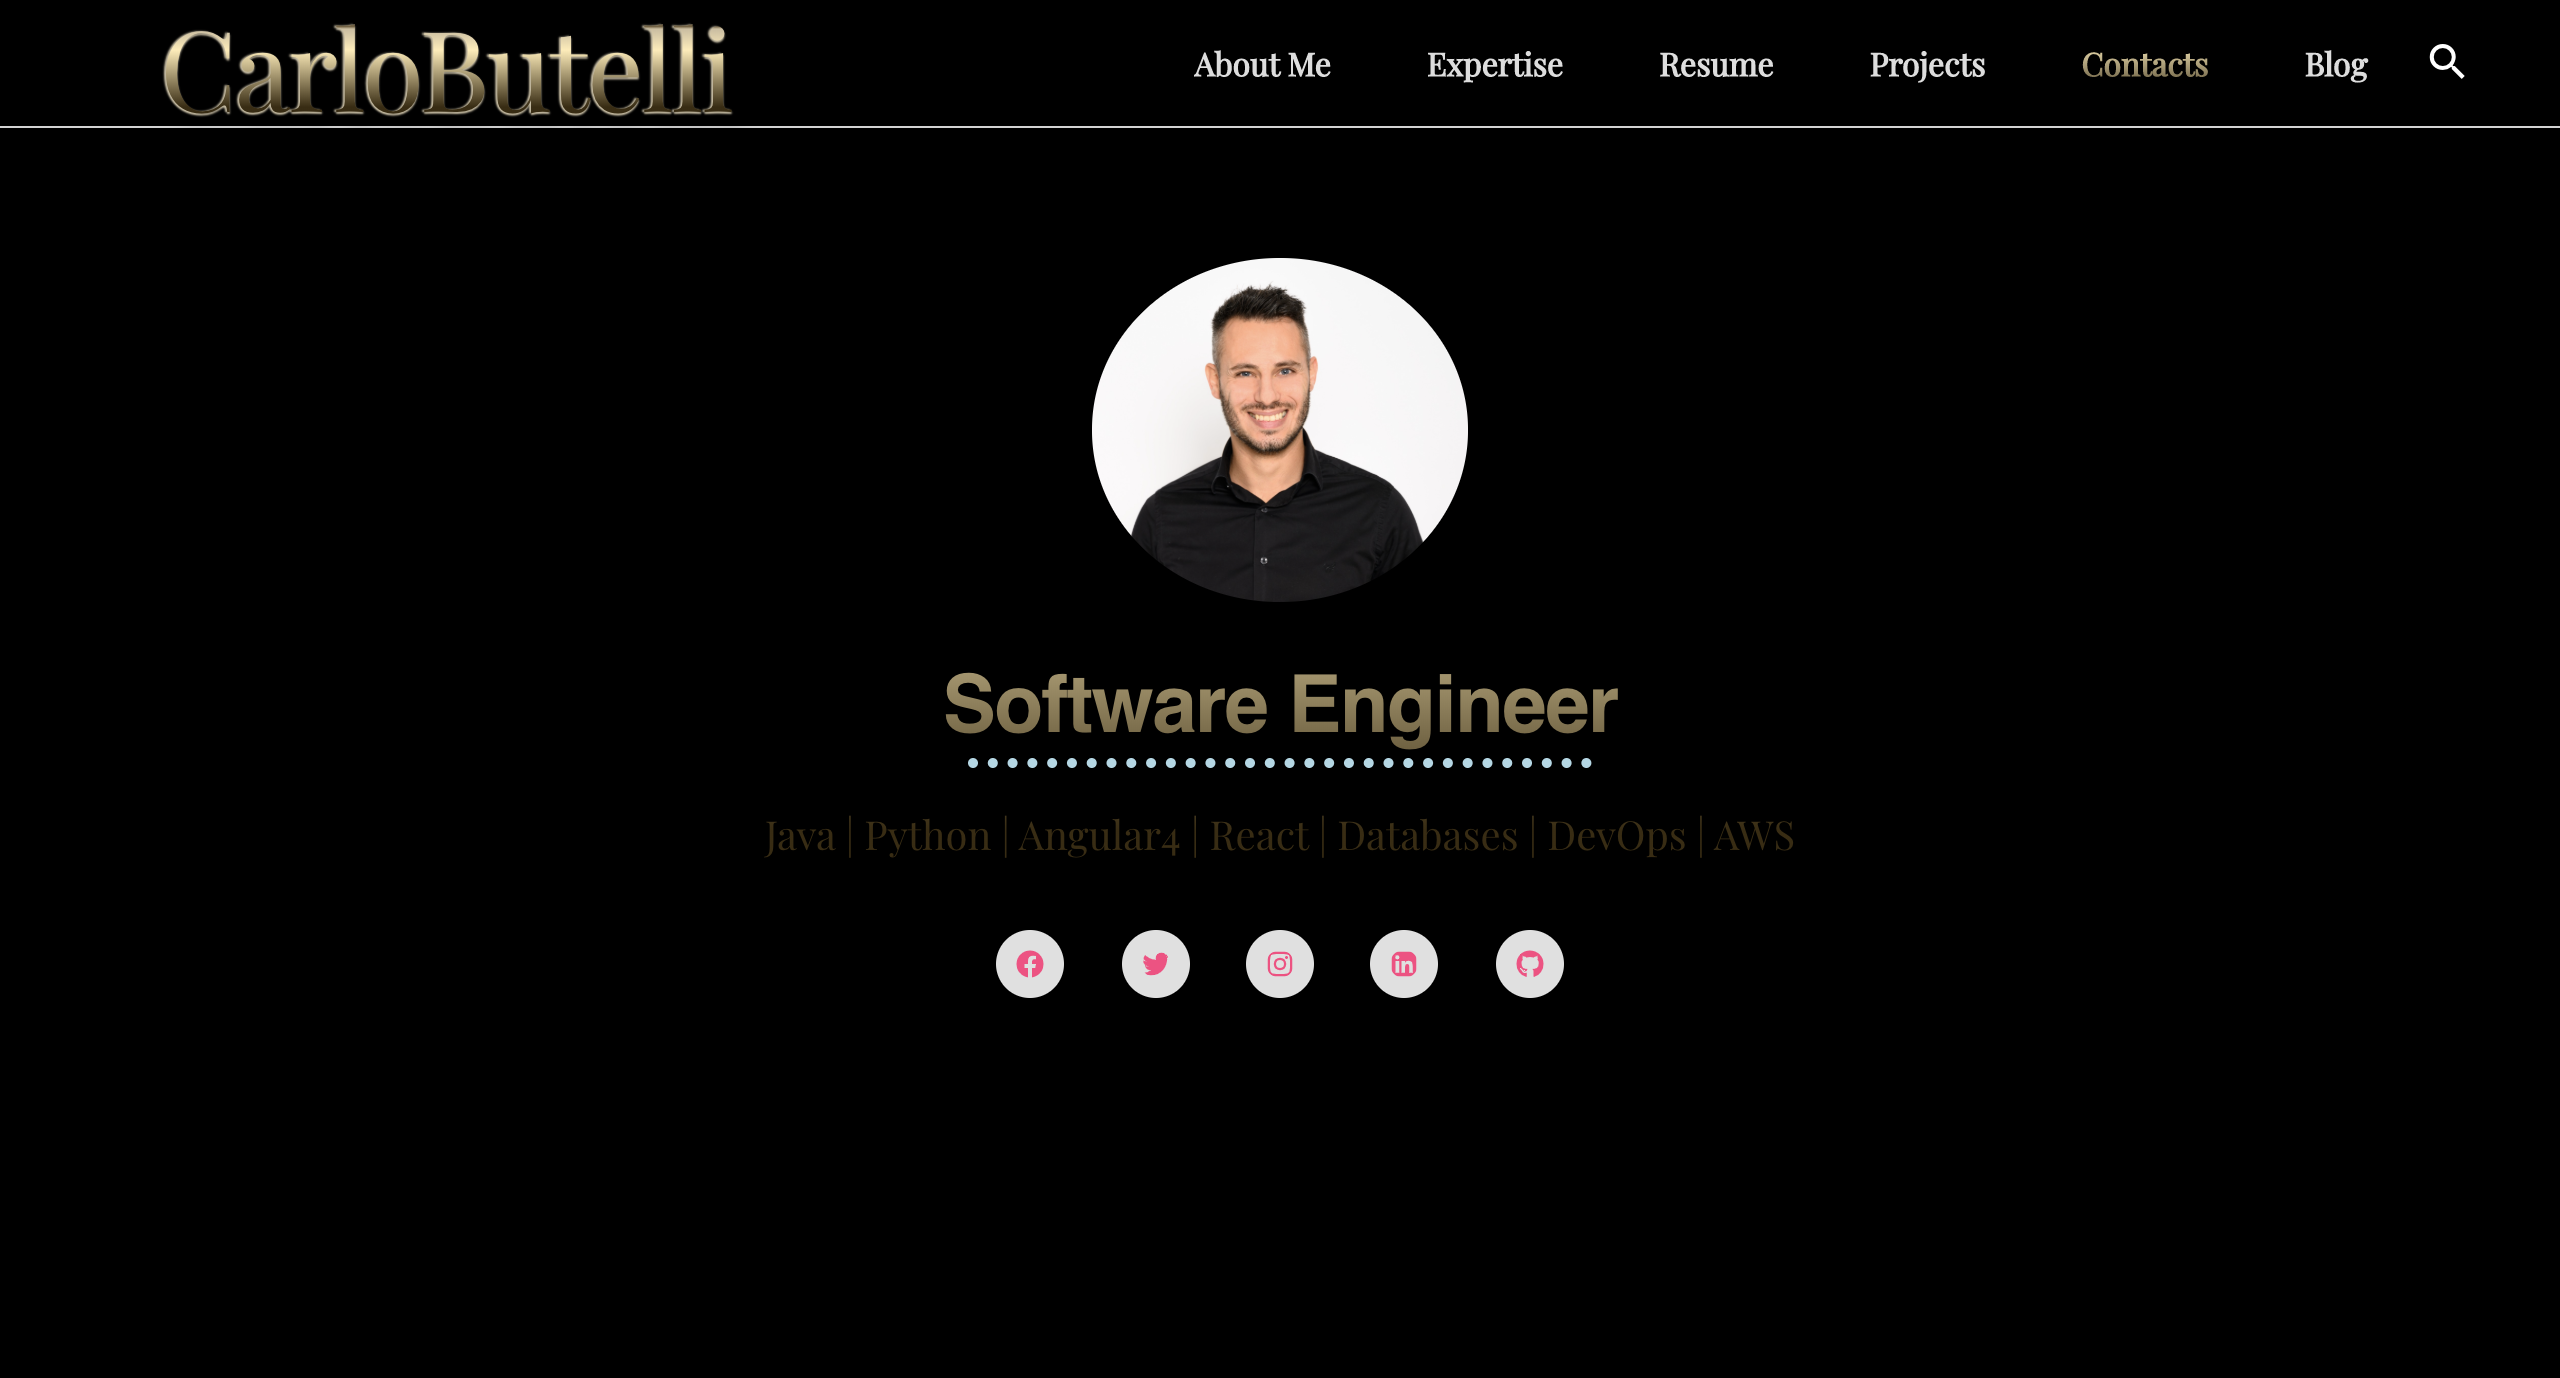 CarloButelli
About Me Expertise Resume Projects Contacts Blog
Software Engineer
Java | Python | Angular4 | React | Databases | DevOps | AWS